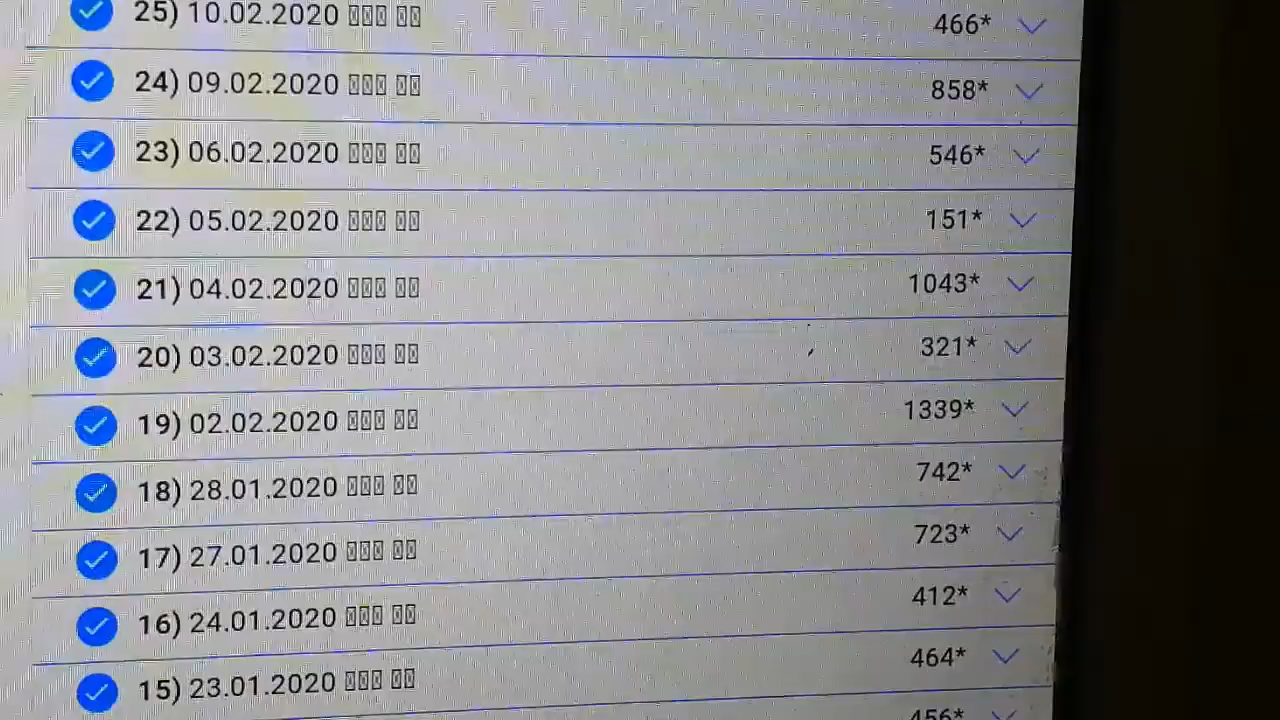 25) 10.02.2020 466*
24) 09.02.2020 858*
23) 06.02.2020 546*
22) 05.02.2020 151*
21) 04.02.2020 1043*
20) 03.02.2020 321*
19) 02.02.2020 1339*
18) 28.01.2020 742*
17) 27.01.2020 723*
16) 24.01.2020 412*
15) 23.01.2020 464*
456*